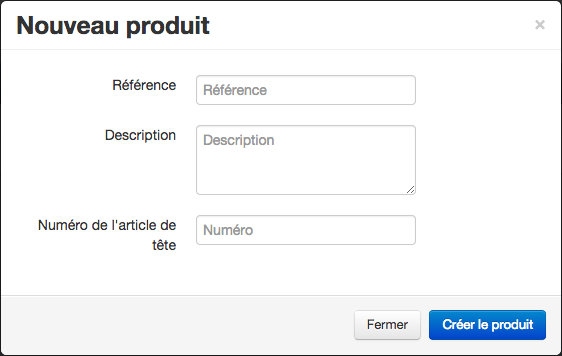 Nouveau produit ×
Référence Référence
Description Description
Numéro de l'article de
tête
Numéro
Fermer Créer le produit